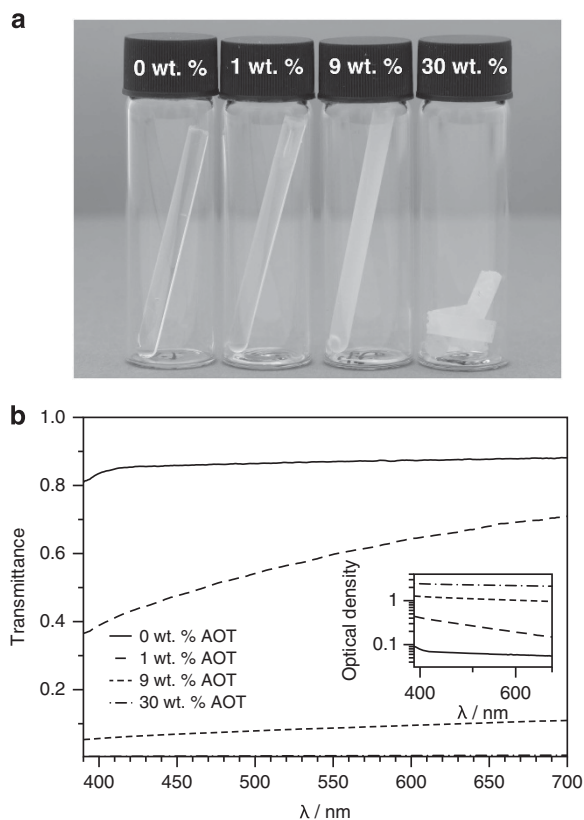 a
0 wt. % 1 wt. % 9 wt. % 30 wt. %
b
1.0
0.8
0.6
0.4
0.2
Transmittance
0 wt. % AOT
1 wt. % AOT
9 wt. % AOT
30 wt. % AOT
Optical density
1
0.1
400 600
λ / nm
400 450 500 550 600 650 700
λ / nm